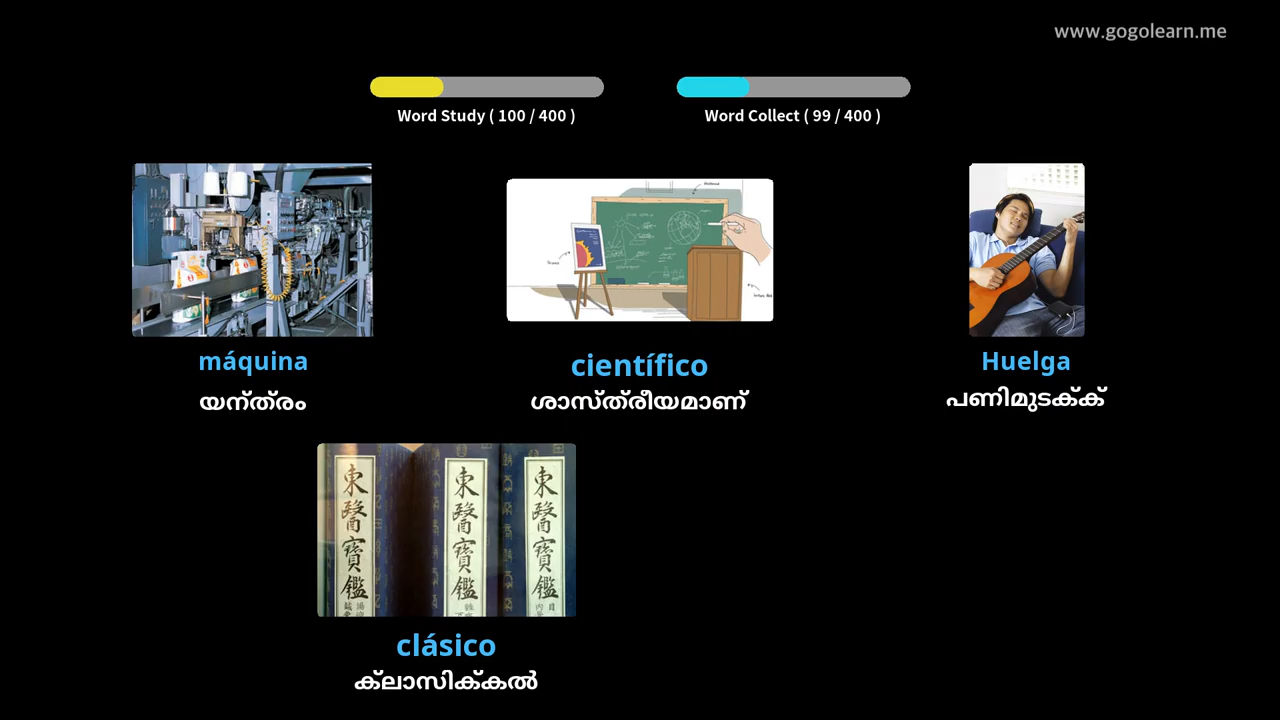 www.gogolearn.me
Word Study ( 100 / 400 )
Word Collect ( 99 / 400 )
máquina
científico
Huelga
യന്ത്രം
ശാസ്ത്രീയമാണ്
പണിമുടക്ക്
東醫寶鑑
東醫寶鑑
東醫寶鑑
clásico
ക്ലാസിക്കൽ